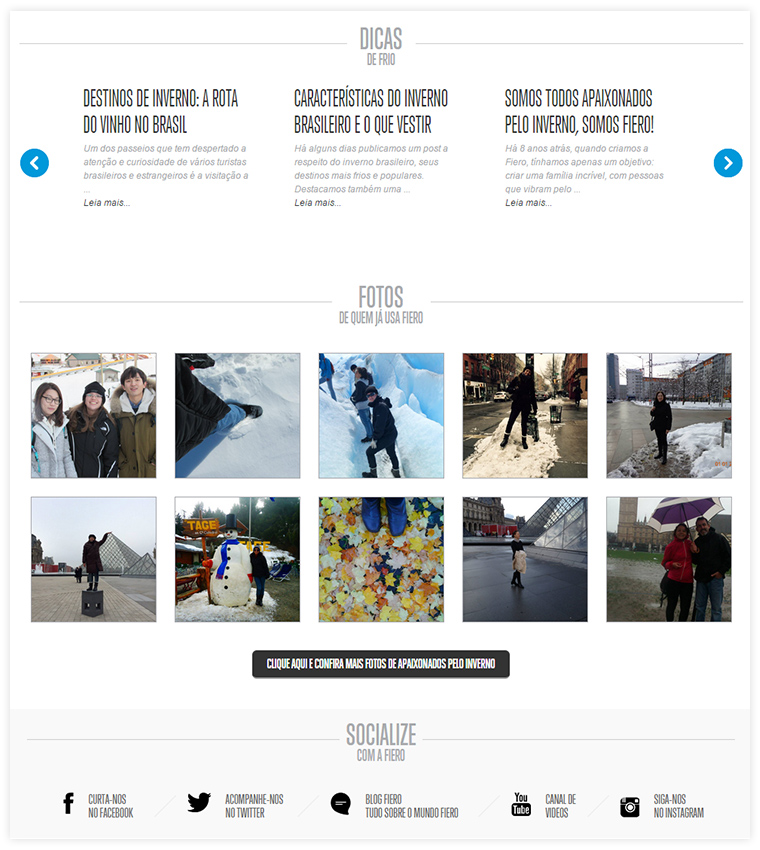 DICAS
DE FRIO
DESTINOS DE INVERNO: A ROTA
DO VINHO NO BRASIL
Um dos passeios que tem despertado a
atenção e curiosidade de vários turistas
brasileiros e estrangeiros é a visitação a
...
Leia mais...
CARACTERÍSTICAS DO INVERNO
BRASILEIRO E O QUE VESTIR
Hà alguns dias publicamos um post a
respeito do inverno brasileiro, seus
destinos mais frios e populares.
Destacamos também uma ...
Leia mais...
SOMOS TODOS APAIXONADOS
PELO INVERNO, SOMOS FIERO!
Há 8 anos atrás, quando criamos a
Fiero, tínhamos apenas um objetivo:
criar uma família incrível, com pessoas
que vibram pelo ...
Leia mais...
FOTOS
DE QUEM JÁ USA FIERO
TAGE
CLIQUE AQUI E CONFIRA MAIS FOTOS DE APAIXONADOS PELO INVERNO
SOCIALIZE
COM A FIERO
CURTA-NOS
NO FACEBOOK
ACOMPANHE-NOS
NO TWITTER
BLOG FIERO
TUDO SOBRE O MUNDO FIERO
You
Tube
CANAL DE
VIDEOS
SIGA-NOS
NO INSTAGRAM